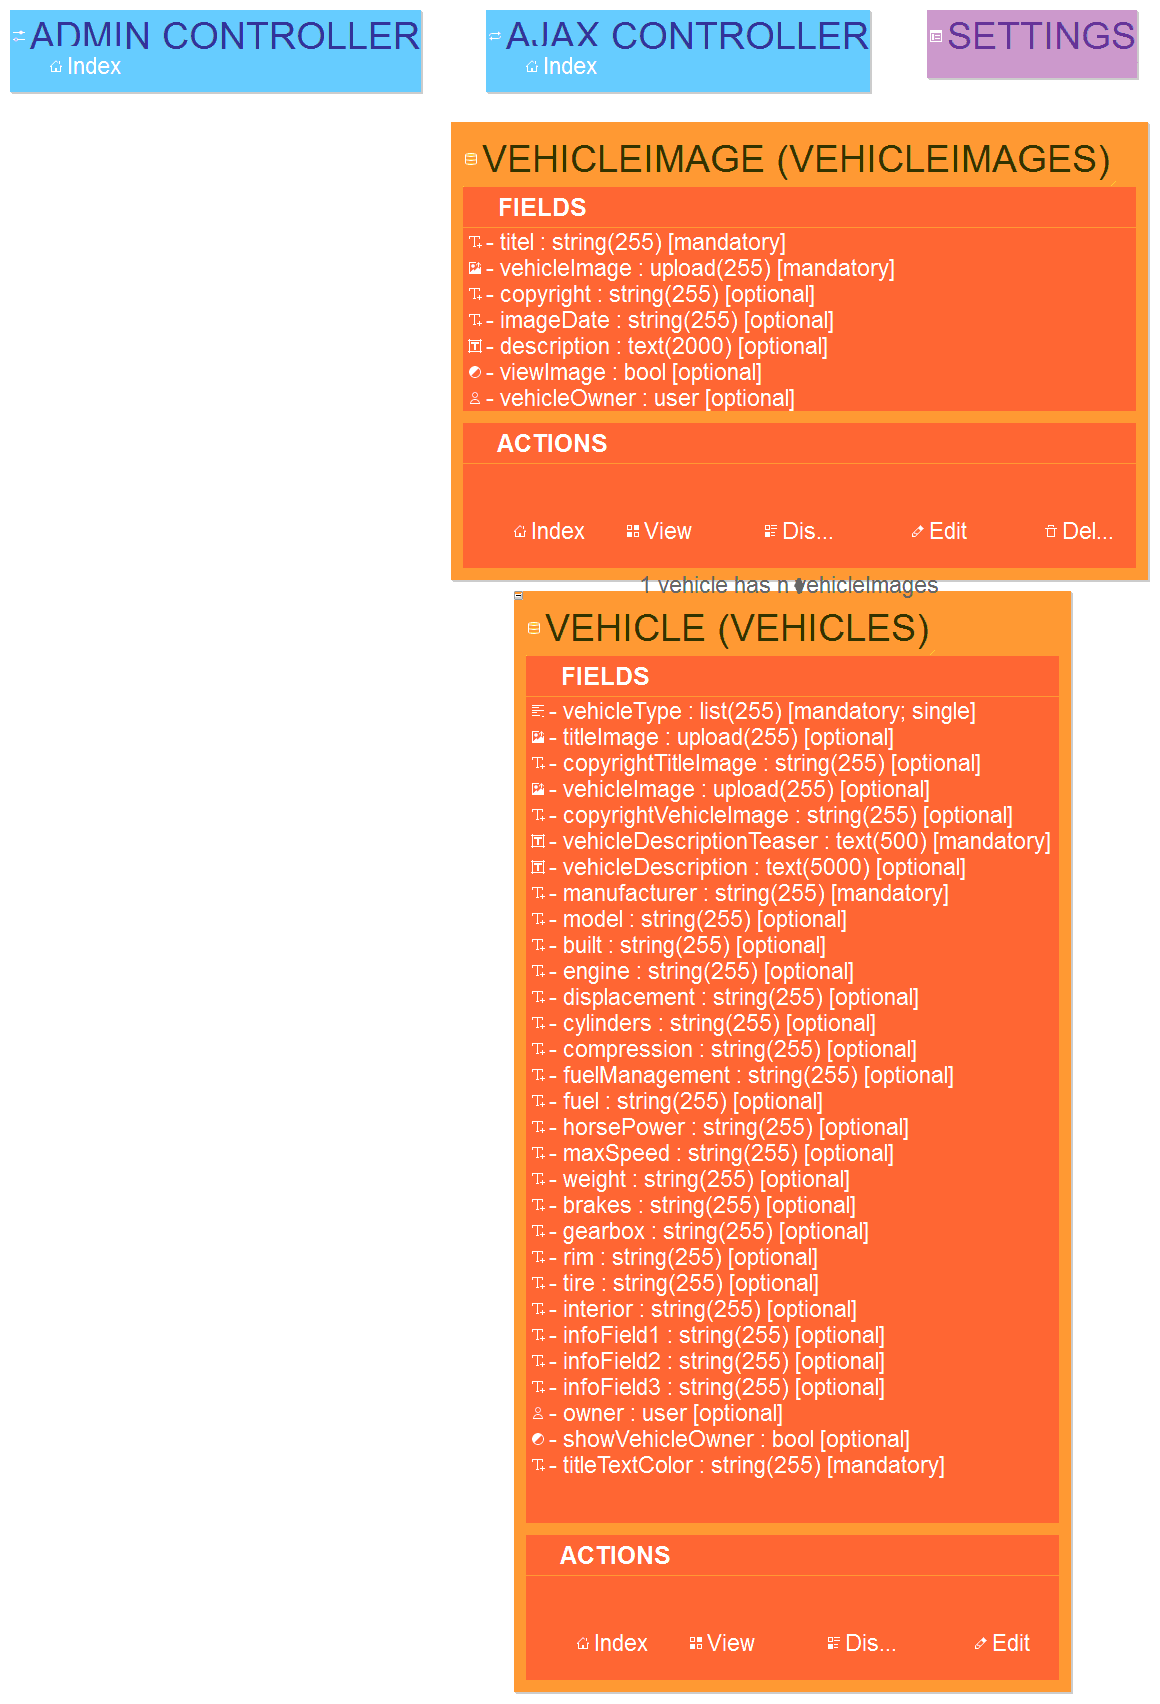 ADMIN CONTROLLER
Index
AJAX CONTROLLER
Index
SETTINGS
VEHICLEIMAGE (VEHICLEIMAGES)
FIELDS
- titel : string(255) [mandatory]
- vehicleImage : upload(255) [mandatory]
- copyright : string(255) [optional]
- imageDate : string(255) [optional]
- description : text(2000) [optional]
- viewImage : bool [optional]
- vehicleOwner : user [optional]
ACTIONS
Index View Dis... Edit Del...
1 vehicle has n vehicleImages
VEHICLE (VEHICLES)
FIELDS
- vehicleType : list(255) [mandatory; single]
- titleImage : upload(255) [optional]
- copyrightTitleImage : string(255) [optional]
- vehicleImage : upload(255) [optional]
- copyrightVehicleImage : string(255) [optional]
- vehicleDescriptionTeaser : text(500) [mandatory]
- vehicleDescription : text(5000) [optional]
- manufacturer : string(255) [mandatory]
- model : string(255) [optional]
- built : string(255) [optional]
- engine : string(255) [optional]
- displacement : string(255) [optional]
- cylinders : string(255) [optional]
- compression : string(255) [optional]
- fuelManagement : string(255) [optional]
- fuel : string(255) [optional]
- horsePower : string(255) [optional]
- maxSpeed : string(255) [optional]
- weight : string(255) [optional]
- brakes : string(255) [optional]
- gearbox : string(255) [optional]
- rim : string(255) [optional]
- tire : string(255) [optional]
- interior : string(255) [optional]
- infoField1 : string(255) [optional]
- infoField2 : string(255) [optional]
- infoField3 : string(255) [optional]
- owner : user [optional]
- showVehicleOwner : bool [optional]
- titleTextColor : string(255) [mandatory]
ACTIONS
Index View Dis... Edit